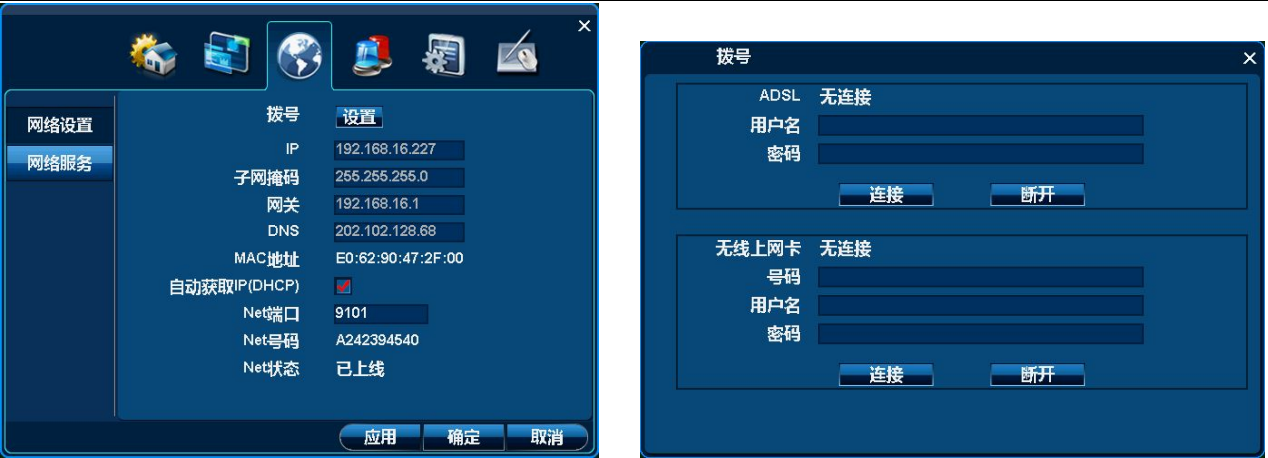 网络设置
网络服务
拨号 设置
IP 192.168.16.227
子网掩码 255.255.255.0
网关 192.168.16.1
DNS 202.102.128.68
MAC地址 E0:62:90:47:2F:00
自动获取IP(DHCP)
Net端口 9101
Net号码 A242394540
Net状态 已上线
应用 确定 取消
拨号
ADSL 无连接
用户名
密码
连接 断开
无线上网卡 无连接
号码
用户名
密码
连接 断开